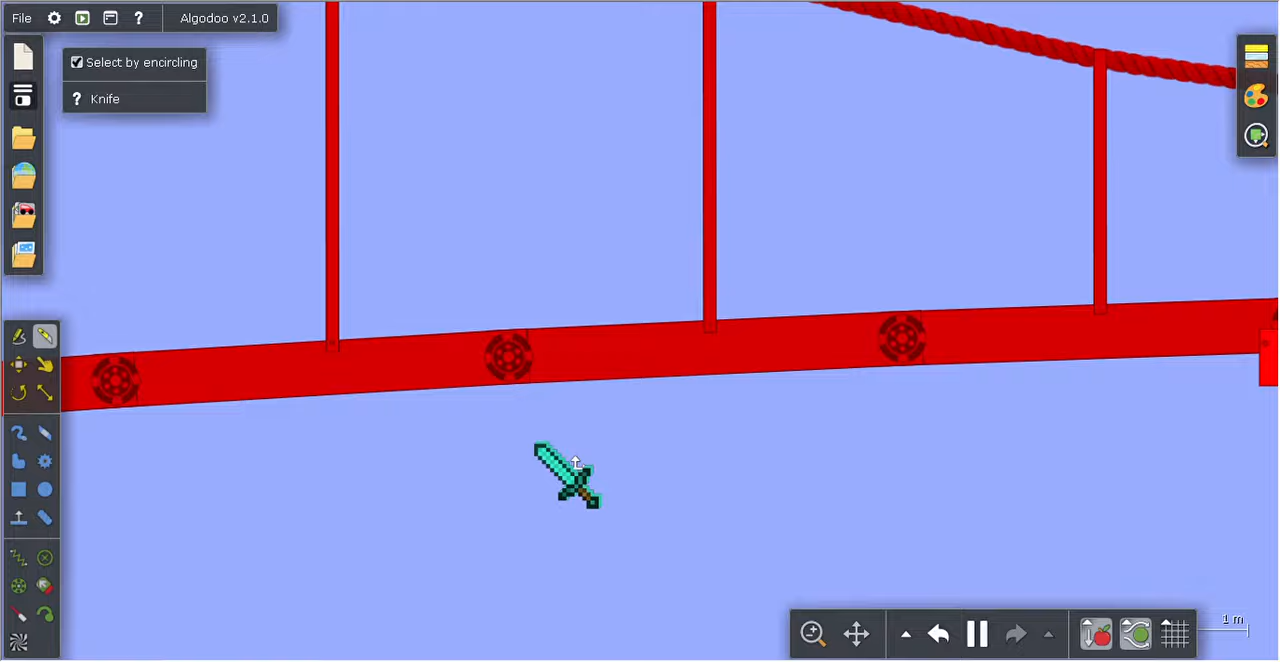 File ? Algodoo v2.1.0
Select by encircling
? Knife
1 m